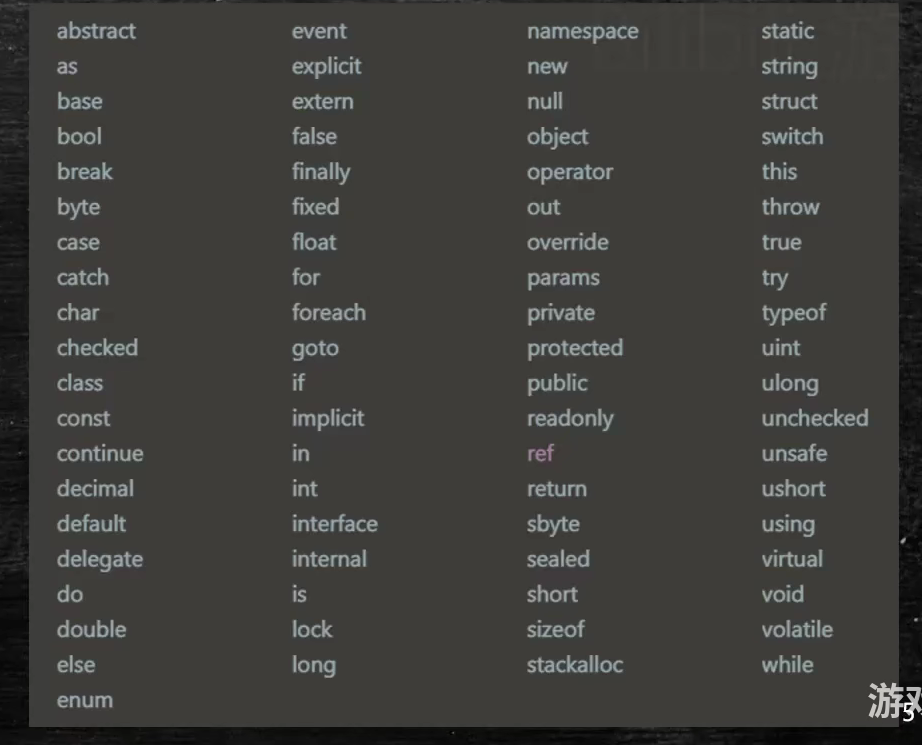 abstract event namespace static
as explicit new string
base extern null struct
bool false object switch
break finally operator this
byte fixed out throw
case float override true
catch for params try
char foreach private typeof
checked goto protected uint
class if public ulong
const implicit readonly unchecked
continue in ref unsafe
decimal int return ushort
default interface sbyte using
delegate internal sealed virtual
do is short void
double lock sizeof volatile
else long stackalloc while
enum
游戏
5